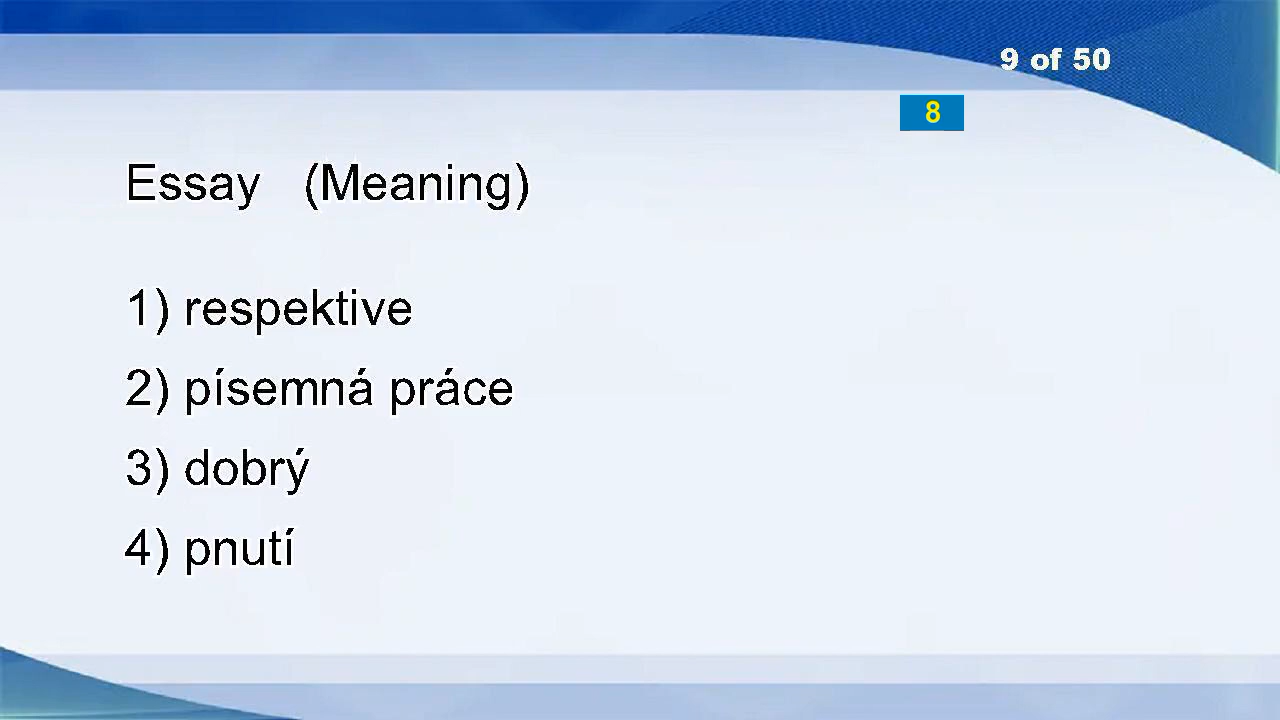 9 of 50
8
Essay (Meaning)
1) respektive
2) písemná práce
3) dobrý
4) pnutí